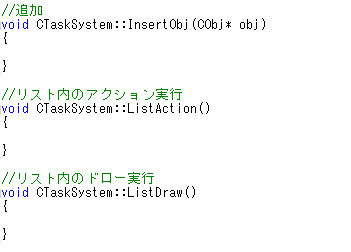 //追加
void CTaskSystem::InsertObj(CObj* obj)
{
}
//リスト内のアクション実行
void CTaskSystem::ListAction()
{
}
//リスト内のドロー実行
void CTaskSystem::ListDraw()
{
}